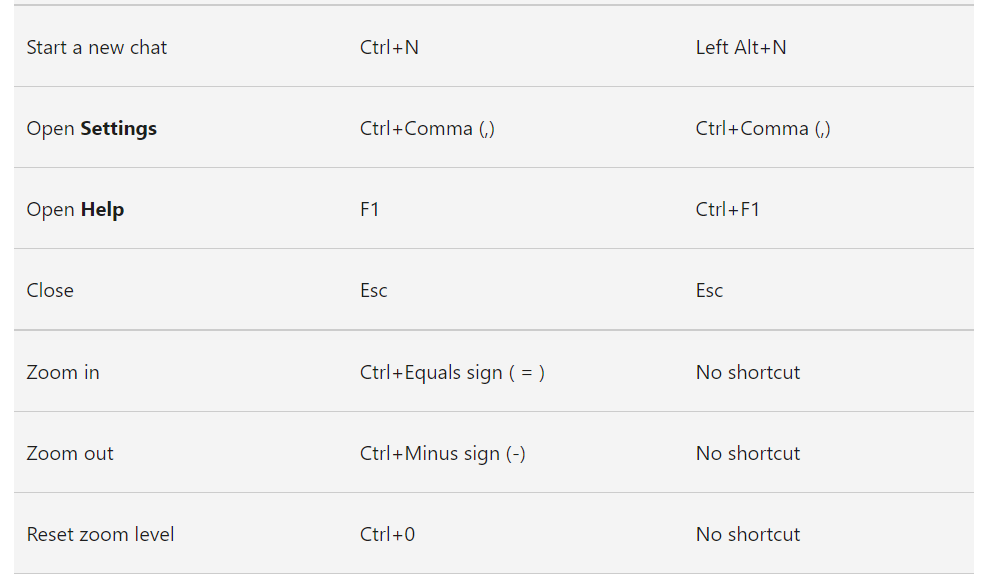 Start a new chat Ctrl+N Left Alt+N
Open Settings Ctrl+Comma (,) Ctrl+Comma (,)
Open Help F1 Ctrl+F1
Close Esc Esc
Zoom in Ctrl+Equals sign ( = ) No shortcut
Zoom out Ctrl+Minus sign (-) No shortcut
Reset zoom level Ctrl+0 No shortcut